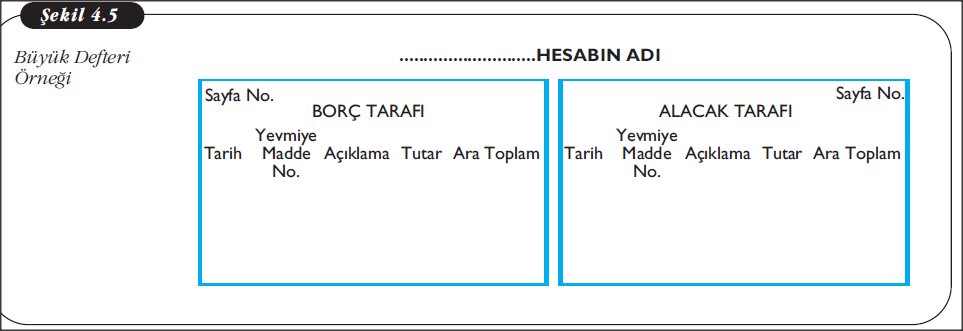 Şekil 4.5
Büyük Defteri
Örneği
.............................HESABIN ADI
Sayfa No.
BORÇ TARAFI
Yevmiye
Tarih Madde Açıklama Tutar Ara Toplam
No.
Sayfa No.
ALACAK TARAFI
Yevmiye
Tarih Madde Açıklama Tutar Ara Toplam
No.